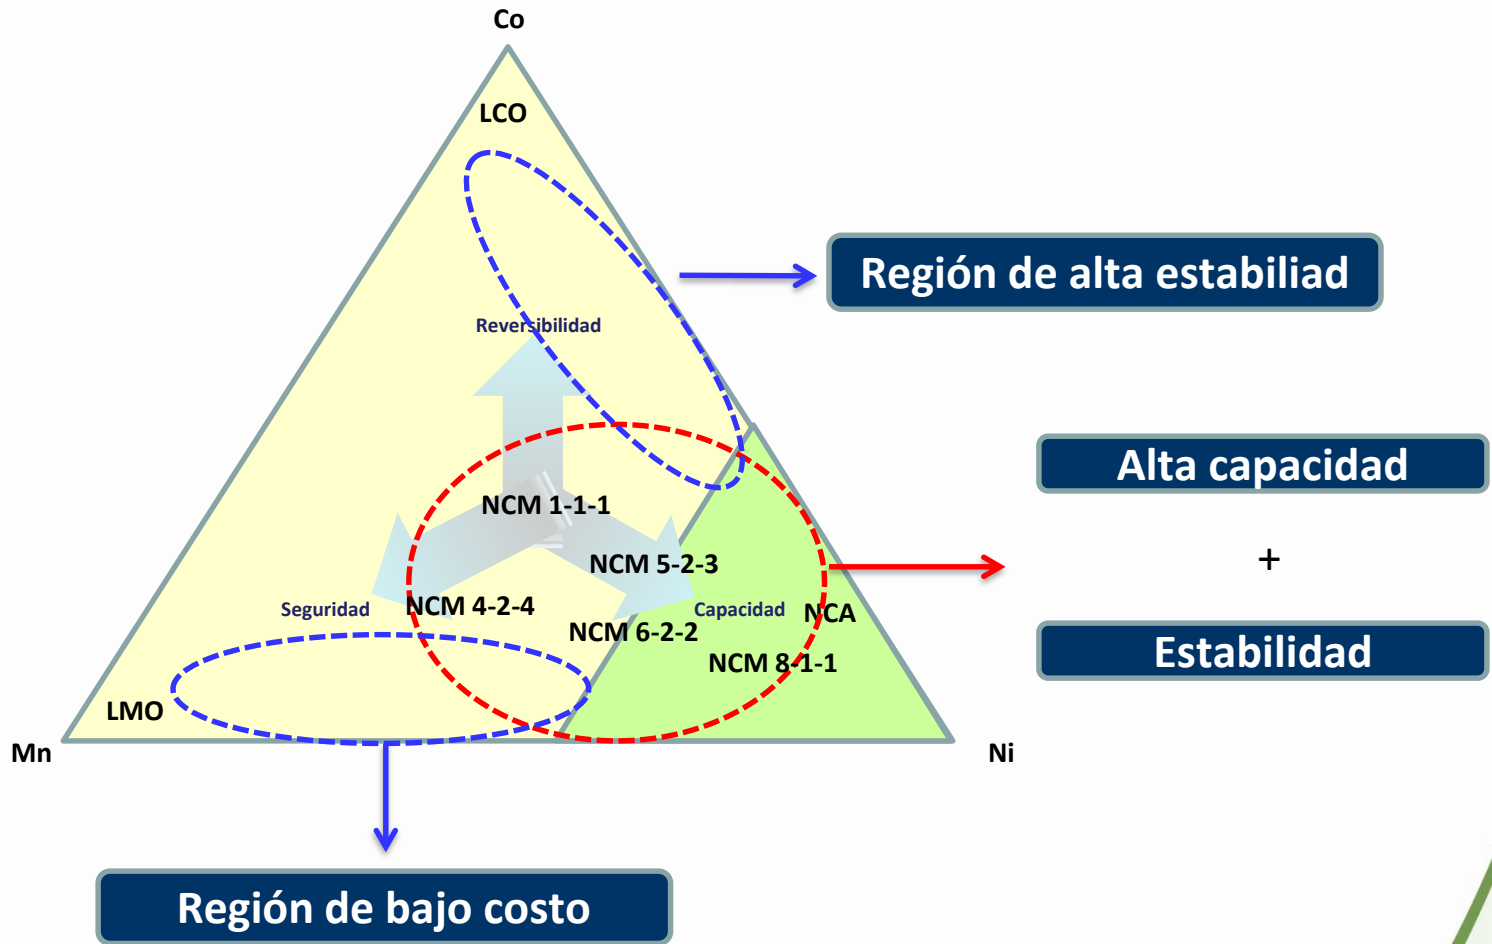 Co
LCO
Región de alta estabiliad
Reversibilidad
Alta capacidad
NCM 1-1-1
NCM 5-2-3
+
Seguridad
NCM 4-2-4
Capacidad
NCA
NCM 6-2-2
Estabilidad
NCM 8-1-1
LMO
Mn
Ni
Región de bajo costo